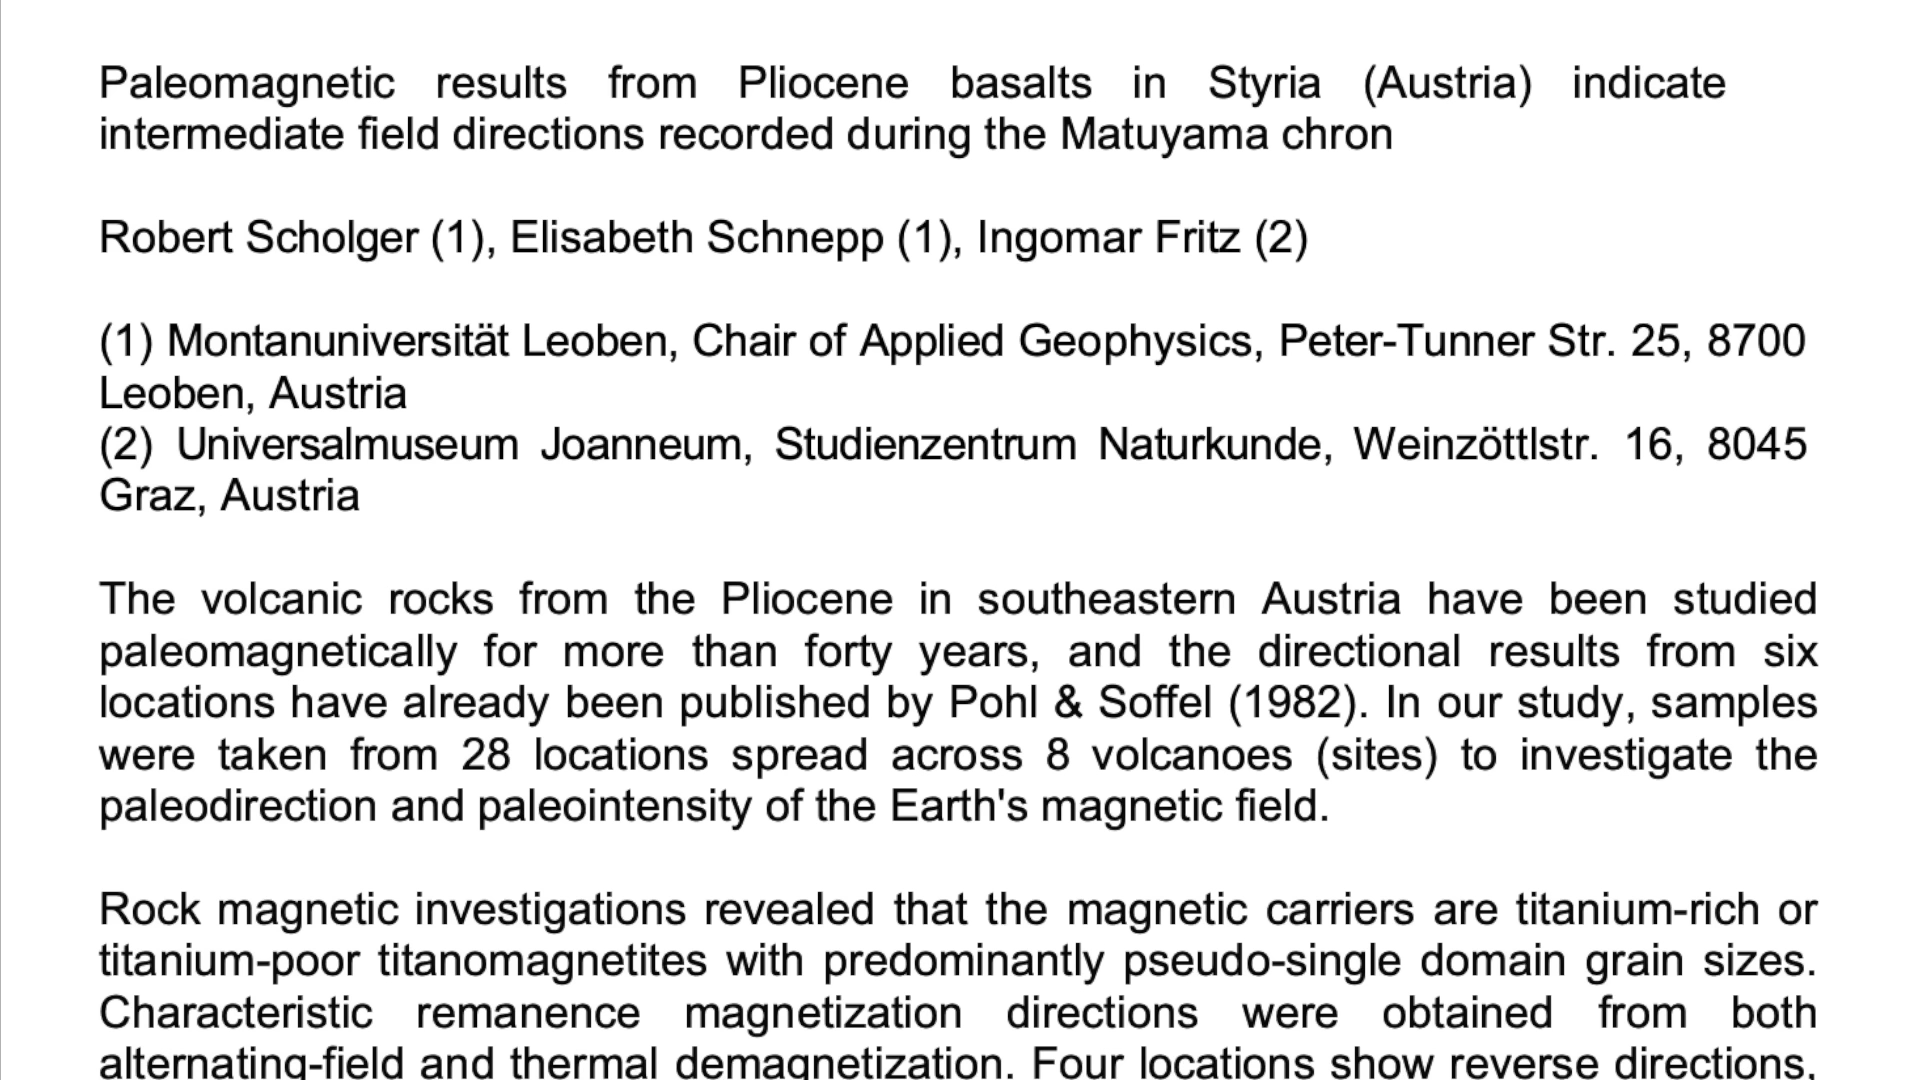 Paleomagnetic results from Pliocene basalts in Styria (Austria) indicate
intermediate field directions recorded during the Matuyama chron
Robert Scholger (1), Elisabeth Schnepp (1), Ingomar Fritz (2)
(1) Montanuniversität Leoben, Chair of Applied Geophysics, Peter-Tunner Str. 25, 8700
Leoben, Austria
(2) Universalmuseum Joanneum, Studienzentrum Naturkunde, Weinzöttlstr. 16, 8045
Graz, Austria
The volcanic rocks from the Pliocene in southeastern Austria have been studied
paleomagnetically for more than forty years, and the directional results from six
locations have already been published by Pohl & Soffel (1982). In our study, samples
were taken from 28 locations spread across 8 volcanoes (sites) to investigate the
paleodirection and paleointensity of the Earth's magnetic field.
Rock magnetic investigations revealed that the magnetic carriers are titanium-rich or
titanium-poor titanomagnetites with predominantly pseudo-single domain grain sizes.
Characteristic remanence magnetization directions were obtained from both
alternating-field and thermal demagnetization. Four locations show reverse directions,